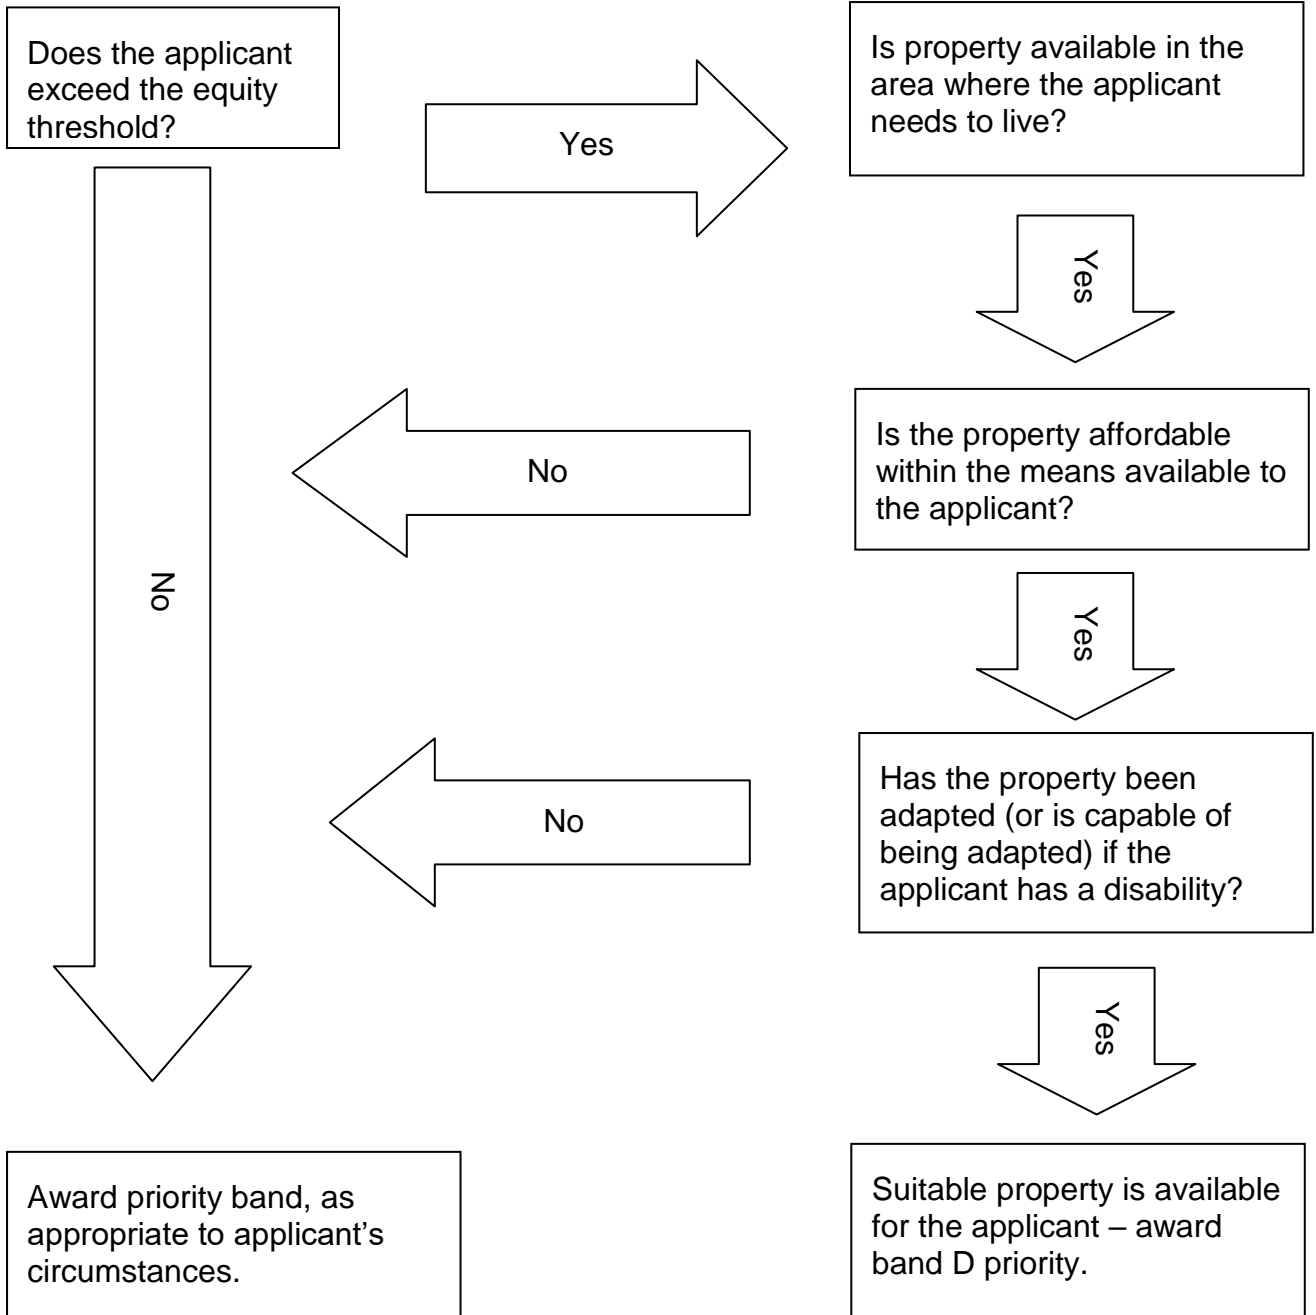 Does the applicant
exceed the equity
threshold?
Yes
Is property available in the
area where the applicant
needs to live?
Yes
Is the property affordable
within the means available to
the applicant?
No
No
Yes
Has the property been
adapted (or is capable of
being adapted) if the
applicant has a disability?
No
Yes
Award priority band, as
appropriate to applicant’s
circumstances.
Suitable property is available
for the applicant – award
band D priority.